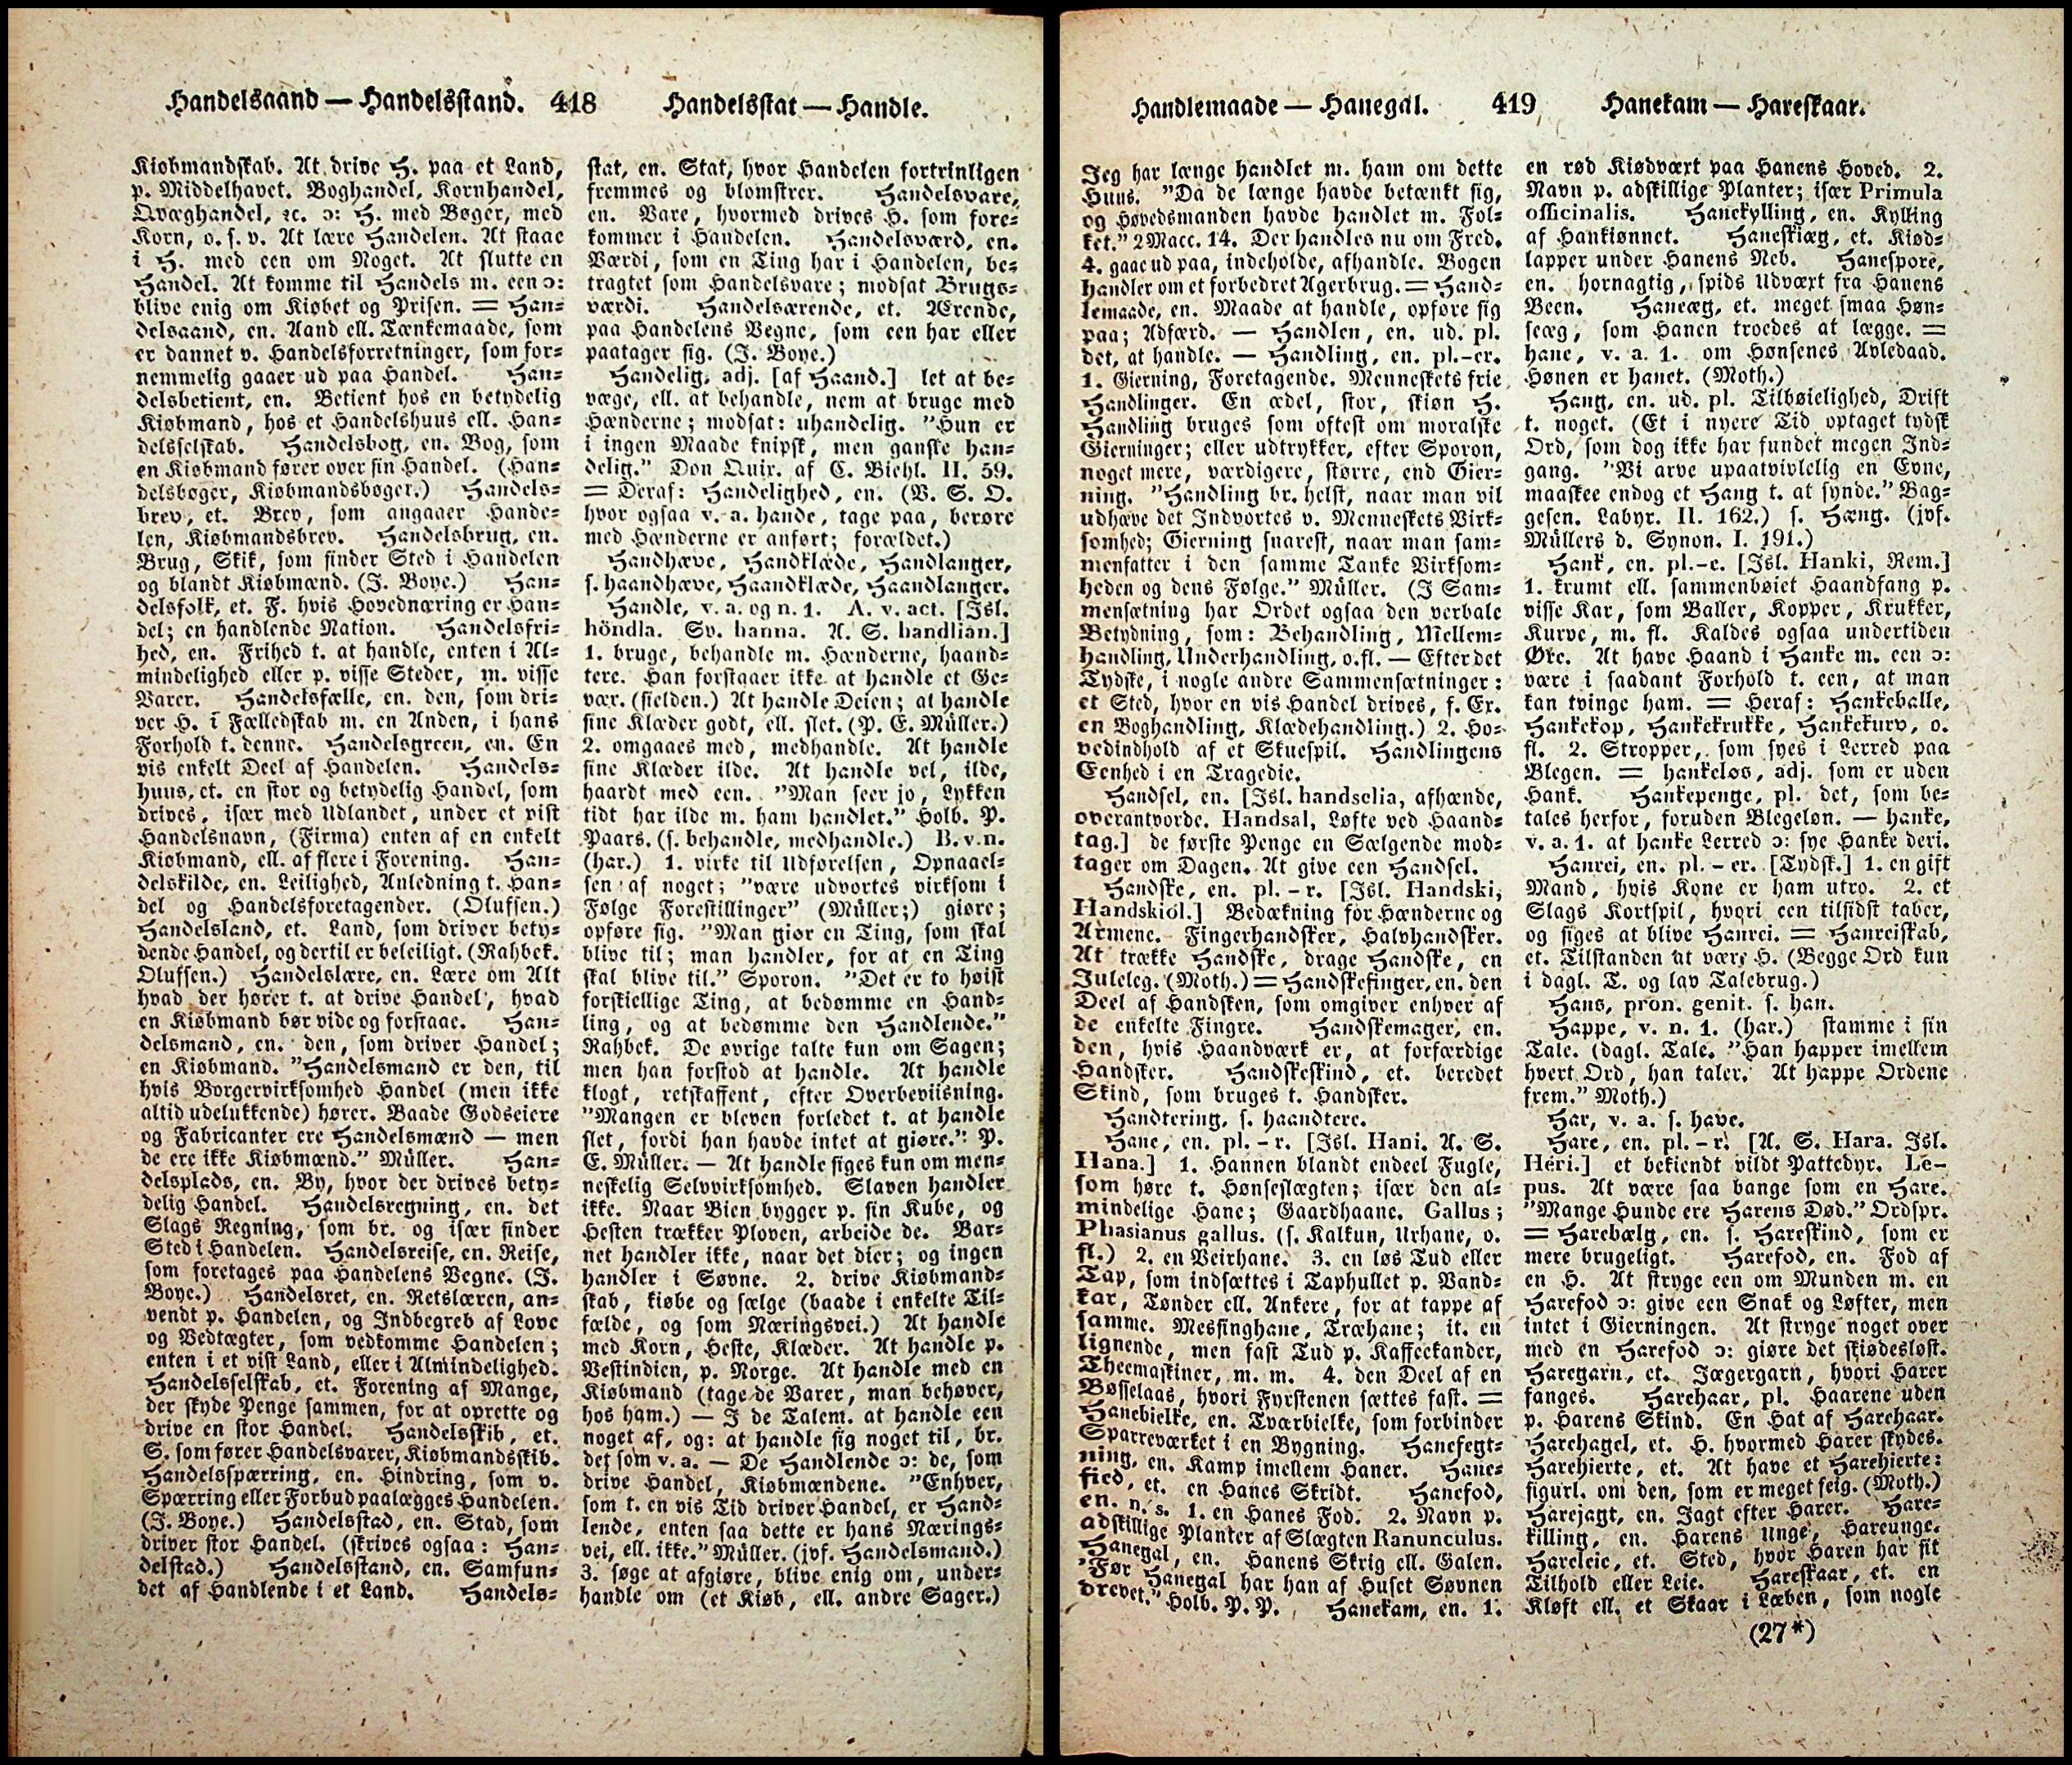 Handelsaand — Handelsstand. 418 Handelsstat — Handle.
Kiøbmandskab. At drive H. paa et Land,
p. Middelhavet. Boghandel, Kornhandel,
Qvæghandel, ꝛc. ɔ: H. med Bøger, med
Korn, o. s. v. At lære Handelen. At staae
i H. med een om Noget. At slutte en
Handel. At komme til Handels m. een ɔ:
blive enig om Kiøbet og Prisen. = Han-
delsaand, en. Aand ell. Tænkemaade, som
er dannet v. Handelsforretninger, som for-
nemmelig gaaer ud paa Handel. Han-
delsbetient, en. Betient hos en betydelig
Kiøbmand, hos et Handelshuus ell. Han-
delsselskab. Handelsbog, en. Bog, som
en Kiøbmand fører over sin Handel. (Han-
delsbøger, Kiøbmandsbøger.) Handels-
brev, et. Brev, som angaaer Hande-
len, Kiøbmandsbrev. Handelsbrug, en.
Brug, Skik, som finder Sted i Handelen
og blandt Kiøbmænd. (J. Boye.) Han-
delsfolk, et. F. hvis Hovednæring er Han-
del; en handlende Nation. Handelsfri-
hed, en. Frihed t. at handle, enten i Al-
mindelighed eller p. visse Steder, m. visse
Varer. Handelsfælle, en. den, som dri-
ver H. i Fælledskab m. en Anden, i hans
Forhold t. denne. Handelsgreen, en. En
vis enkelt Deel af Handelen. Handels-
huus, et. en stor og betydelig Handel, som
drives, især med Udlandet, under et vist
Handelsnavn, (Firma) enten af en enkelt
Kiøbmand, ell. af flere i Forening. Han-
delskilde, en. Leilighed, Anledning t. Han-
del og Handelsforetagender. (Olufsen.)
Handelsland, et. Land, som driver bety-
dende Handel, og dertil er beleiligt. (Rahbek.
Olufsen.) Handelslære, en. Lære om Alt
hvad der hører t. at drive Handel, hvad
en Kiøbmand bør vide og forstaae. Han-
delsmand, en. den, som driver Handel;
en Kiøbmand. "Handelsmand er den, til
hvis Borgervirksomhed Handel (men ikke
altid udelukkende) hører. Baade Godseiere
og Fabricanter ere Handelsmænd — men
de ere ikke Kiøbmænd." Müller. Han-
delsplads, en. By, hvor der drives bety-
delig Handel. Handelsregning, en. det
Slags Regning, som br. og især finder
Sted i Handelen. Handelsreise, en. Reise,
som foretages paa Handelens Vegne. (J.
Boye.) Handelsret, en. Retslæren, an-
vendt p. Handelen, og Indbegreb af Love
og Vedtægter, som vedkomme Handelen;
enten i et vist Land, eller i Almindelighed.
Handelsselskab, et. Forening af Mange,
der skyde Penge sammen, for at oprette og
drive en stor Handel. Handelsskib, et.
S. som fører Handelsvarer, Kiøbmandsskib.
Handelsspærring, en. Hindring, som v.
Spærring eller Forbud paalægges Handelen.
(J. Boye.) Handelsstad, en. Stad, som
driver stor Handel. (skrives ogsaa: Han-
delstad.) Handelsstand, en. Samfun-
det af Handlende i et Land. Handels-
stat, en. Stat, hvor Handelen fortrinligen
fremmes og blomstrer. Handelsvare,
en. Vare, hvormed drives H. som fore-
kommer i Handelen. Handelsværd, en.
Værdi, som en Ting har i Handelen, be-
tragtet som Handelsvare; modsat Brugs-
værdi. Handelsærende, et. Ærende,
paa Handelens Vegne, som een har eller
paatager sig. (J. Boye.)
Handelig, adj. [af Haand.] let at be-
væge, ell. at behandle, nem at bruge med
Hænderne; modsat: uhandelig. "Hun er
i ingen Maade knipsk, men ganske han-
delig." Don Quix. af C. Biehl. II. 59.
= Deraf: Handelighed, en. (V. S. O.
hvor ogsaa v. a. hande, tage paa, berøre
med Hænderne er anført; forældet.)
Handhæve, Handklæde, Handlanger,
s. haandhæve, Haandklæde, Haandlanger.
Handle, v. a. og n. 1. A. v. act. [Isl.
höndla. Sv. hanna. A. S. handlian.]
1. bruge, behandle m. Hænderne, haand-
tere. Han forstaaer ikke at handle et Ge-
vær. (sielden.) At handle Deien; at handle
sine Klæder godt, ell. slet. (P. E. Müller.)
2. omgaaes med, medhandle. At handle
sine Klæder ilde. At handle vel, ilde,
haardt med een. "Man seer jo, Lykken
tidt har ilde m. ham handlet." Holb. P.
Paars. (s. behandle, medhandle.) B. v. n.
(har.) 1. virke til Udførelsen, Opnaael-
sen af noget; "være udvortes virksom i
Følge Forestillinger" (Müller;) giøre;
opføre sig. "Man giør en Ting, som skal
blive til; man handler, for at en Ting
skal blive til." Sporon. "Det er to høist
forskiellige Ting, at bedømme en Hand-
ling, og at bedømme den Handlende."
Rahbek. De øvrige talte kun om Sagen;
men han forstod at handle. At handle
klogt, retskaffent, efter Overbeviisning.
"Mangen er bleven forledet t. at handle
slet, fordi han havde intet at giøre." P.
E. Müller. — At handle siges kun om men-
neskelig Selvvirksomhed. Slaven handler
ikke. Naar Bien bygger p. sin Kube, og
Hesten trækker Ploven, arbeide de. Bar-
net handler ikke, naar det dier; og ingen
handler i Søvne. 2. drive Kiøbmand-
skab, kiøbe og sælge (baade i enkelte Til-
fælde, og som Næringsvei.) At handle
med Korn, Heste, Klæder. At handle p.
Vestindien, p. Norge. At handle med en
Kiøbmand (tage de Varer, man behøver,
hos ham.) — I de Talem. at handle een
noget af, og: at handle sig noget til, br.
det som v. a. — De Handlende ɔ: de, som
drive Handel, Kiøbmændene. "Enhver,
som t. en vis Tid driver Handel, er Hand-
lende, enten saa dette er hans Nærings-
vei, ell. ikke." Müller. (jvf. Handelsmand.)
3. søge at afgiøre, blive enig om, under-
handle om (et Kiøb, ell. andre Sager.)
Handlemaade — Hanegal. 419 Hanekam — Hareskaar.
Jeg har længe handlet m. ham om dette
Huus. "Da de længe havde betænkt sig,
og Høvedsmanden havde handlet m. Fol-
ket." 2 Macc. 14. Der handles nu om Fred.
4. gaae ud paa, indeholde, afhandle. Bogen
handler om et forbedret Agerbrug. = Hand-
lemaade, en. Maade at handle, opføre sig
paa; Adfærd. — Handlen, en. ud. pl.
det, at handle. — Handling, en. pl.-er.
1. Gierning, Foretagende. Menneskets frie
Handlinger. En ædel, stor, skiøn H.
Handling bruges som oftest om moralske
Gierninger; eller udtrykker, efter Sporon,
noget mere, værdigere, større, end Gier-
ning. "Handling br. helst, naar man vil
udhæve det Indvortes v. Menneskets Virk-
somhed; Gierning snarest, naar man sam-
menfatter i den samme Tanke Virksom-
heden og dens Følge." Müller. (I Sam-
mensætning har Ordet ogsaa den verbale
Betydning, som: Behandling, Mellem-
handling, Underhandling, o. fl. — Efter det
Tydske, i nogle andre Sammensætninger:
et Sted, hvor en vis Handel drives, f. Ex.
en Boghandling, Klædehandling.) 2. Ho-
vedindhold af et Skuespil. Handlingens
Eenhed i en Tragedie.
Handsel, en. [Isl. handselia, afhænde,
overantvorde. Handsal, Løfte ved Haand-
tag.] de første Penge en Sælgende mod-
tager om Dagen. At give een Handsel.
Handske, en. pl. -r. [Isl. Handski,
Handskiöl.] Bedækning for Hænderne og
Armene. Fingerhandsker, Halvhandsker.
At trække Handske, drage Handske, en
Juleleg. (Moth.) = Handskefinger, en. den
Deel af Handsken, som omgiver enhver af
de enkelte Fingre. Handskemager, en.
den, hvis Haandværk er, at forfærdige
Handsker. Handskeskind, et. beredet
Skind, som bruges t. Handsker.
Handtering, s. haandtere.
Hane, en. pl. -r. [Isl. Hani. A. S.
Hana.] 1. Hannen blandt endeel Fugle,
som høre t. Hønseslægten; især den al-
mindelige Hane; Gaardhaane. Gallus;
Phasianus gallus. (s. Kalkun, Urhane, o.
fl.) 2. en Veirhane. 3. en løs Tud eller
Tap, som indsættes i Taphullet p. Vand-
kar, Tønder ell. Ankere, for at tappe af
samme. Messinghane, Træhane; it. en
lignende, men fast Tud p. Kaffeekander,
Theemaskiner, m. m. 4. den Deel af en
Bøsselaas, hvori Fyrstenen sættes fast. =
Hanebielke, en. Tværbielke, som forbinder
Sparreværket i en Bygning. Hanefegt-
ning, en. Kamp imellem Haner. Hane-
fied, et. en Hanes Skridt. Hanefod,
en. n. s. 1. en Hanes Fod. 2. Navn p.
adskillige Planter af Slægten Ranunculus.
Hanegal, en. Hanens Skrig ell. Galen.
"Før Hanegal har han af Huset Søvnen
drevet." Holb. P. P. Hanekam, en. 1.
en rød Kiødvært paa Hanens Hoved. 2.
Navn p. adskillige Planter; især Primula
officinalis. Hanekylling, en. Kylling
af Hankiønnet. Haneskiæg, et. Kiød-
lapper under Hanens Neb. Hanespore,
en. hornagtig, spids Udvært fra Hanens
Been. Haneæg, et. meget smaa Høn-
seæg, som Hanen troedes at lægge. =
hane, v. a. 1. om Hønsenes Avledaad.
Hønen er hanet. (Moth.)
Hang, en. ud. pl. Tilbøielighed, Drift
t. noget. (Et i nyere Tid optaget tydsk
Ord, som dog ikke har fundet megen Ind-
gang. "Vi arve upaatvivlelig en Evne,
maaskee endog et Hang t. at synde." Bag-
gesen. Labyr. II. 162.) s. Hæng. (jvf.
Müllers d. Synon. I. 191.)
Hank, en. pl.-e. [Isl. Hanki, Rem.]
1. krumt ell. sammenbøiet Haandfang p.
visse Kar, som Baller, Kopper, Krukker,
Kurve, m. fl. Kaldes ogsaa undertiden
Øre. At have Haand i Hanke m. een ɔ:
være i saadant Forhold t. een, at man
kan tvinge ham. = Heraf: Hankeballe,
Hankekop, Hankekrukke, Hankekurv, o.
fl. 2. Stropper, som syes i Lerred paa
Blegen. = hankeløs, adj. som er uden
Hank. Hankepenge, pl. det, som be-
tales herfor, foruden Blegeløn. — hanke,
v. a. 1. at hanke Lerred ɔ: sye Hanke deri.
Hanrei, en. pl. -er. [Tydsk.] 1. en gift
Mand, hvis Kone er ham utro. 2. et
Slags Kortspil, hvori een tilsidst taber,
og siges at blive Hanrei. = Hanreiskab,
et. Tilstanden at være H. (Begge Ord kun
i dagl. T. og lav Talebrug.)
Hans, pron. genit. s. han.
Happe, v. n. 1. (har.) stamme i sin
Tale. (dagl. Tale. "Han happer imellem
hvert Ord, han taler. At happe Ordene
frem." Moth.)
Har, v. a. s. have.
Hare, en. pl. -r. [A. S. Hara. Isl.
Héri.] et bekiendt vildt Pattedyr. Le-
pus. At være saa bange som en Hare.
"Mange Hunde ere Harens Død." Ordspr.
= Harebælg, en. s. Hareskind, som er
mere brugeligt. Harefod, en. Fod af
en H. At stryge een om Munden m. en
Harefod ɔ: give een Snak og Løfter, men
intet i Gierningen. At stryge noget over
med en Harefod ɔ: giøre det skiødesløst.
Haregarn, et. Jægergarn, hvori Harer
fanges. Harehaar, pl. Haarene uden
p. Harens Skind. En Hat af Harehaar.
Harehagel, et. H. hvormed Harer skydes.
Harehierte, et. At have et Harehierte:
figurl. om den, som er meget feig. (Moth.)
Harejagt, en. Jagt efter Harer. Hare-
killing, en. Harens Unge, Hareunge.
Hareleie, et. Sted, hvor Haren har sit
Tilhold eller Leie. Hareskaar, et. en
Kløft ell. et Skaar i Læben, som nogle
(27*)